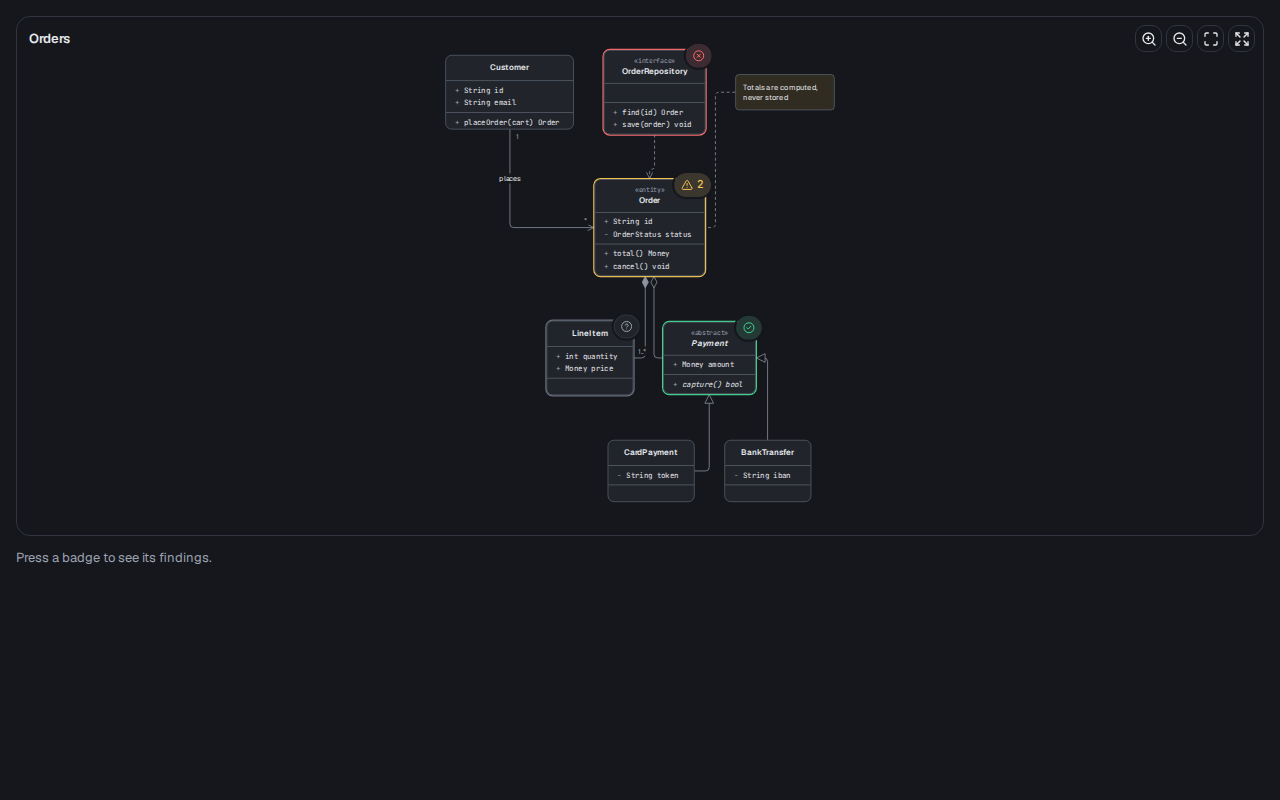 Orders
Customer
+ String id
+ String email
+ placeOrder(cart) Order
«interface»
OrderRepository
+ find(id) Order
+ save(order) void
Totals are computed,
never stored
1
places
*
«entity»
Order
2
+ String id
- OrderStatus status
+ total() Money
+ cancel() void
LineItem
+ int quantity
+ Money price
1..*
«abstract»
Payment
+ Money amount
+ capture() bool
CardPayment
- String token
BankTransfer
- String iban
Press a badge to see its findings.